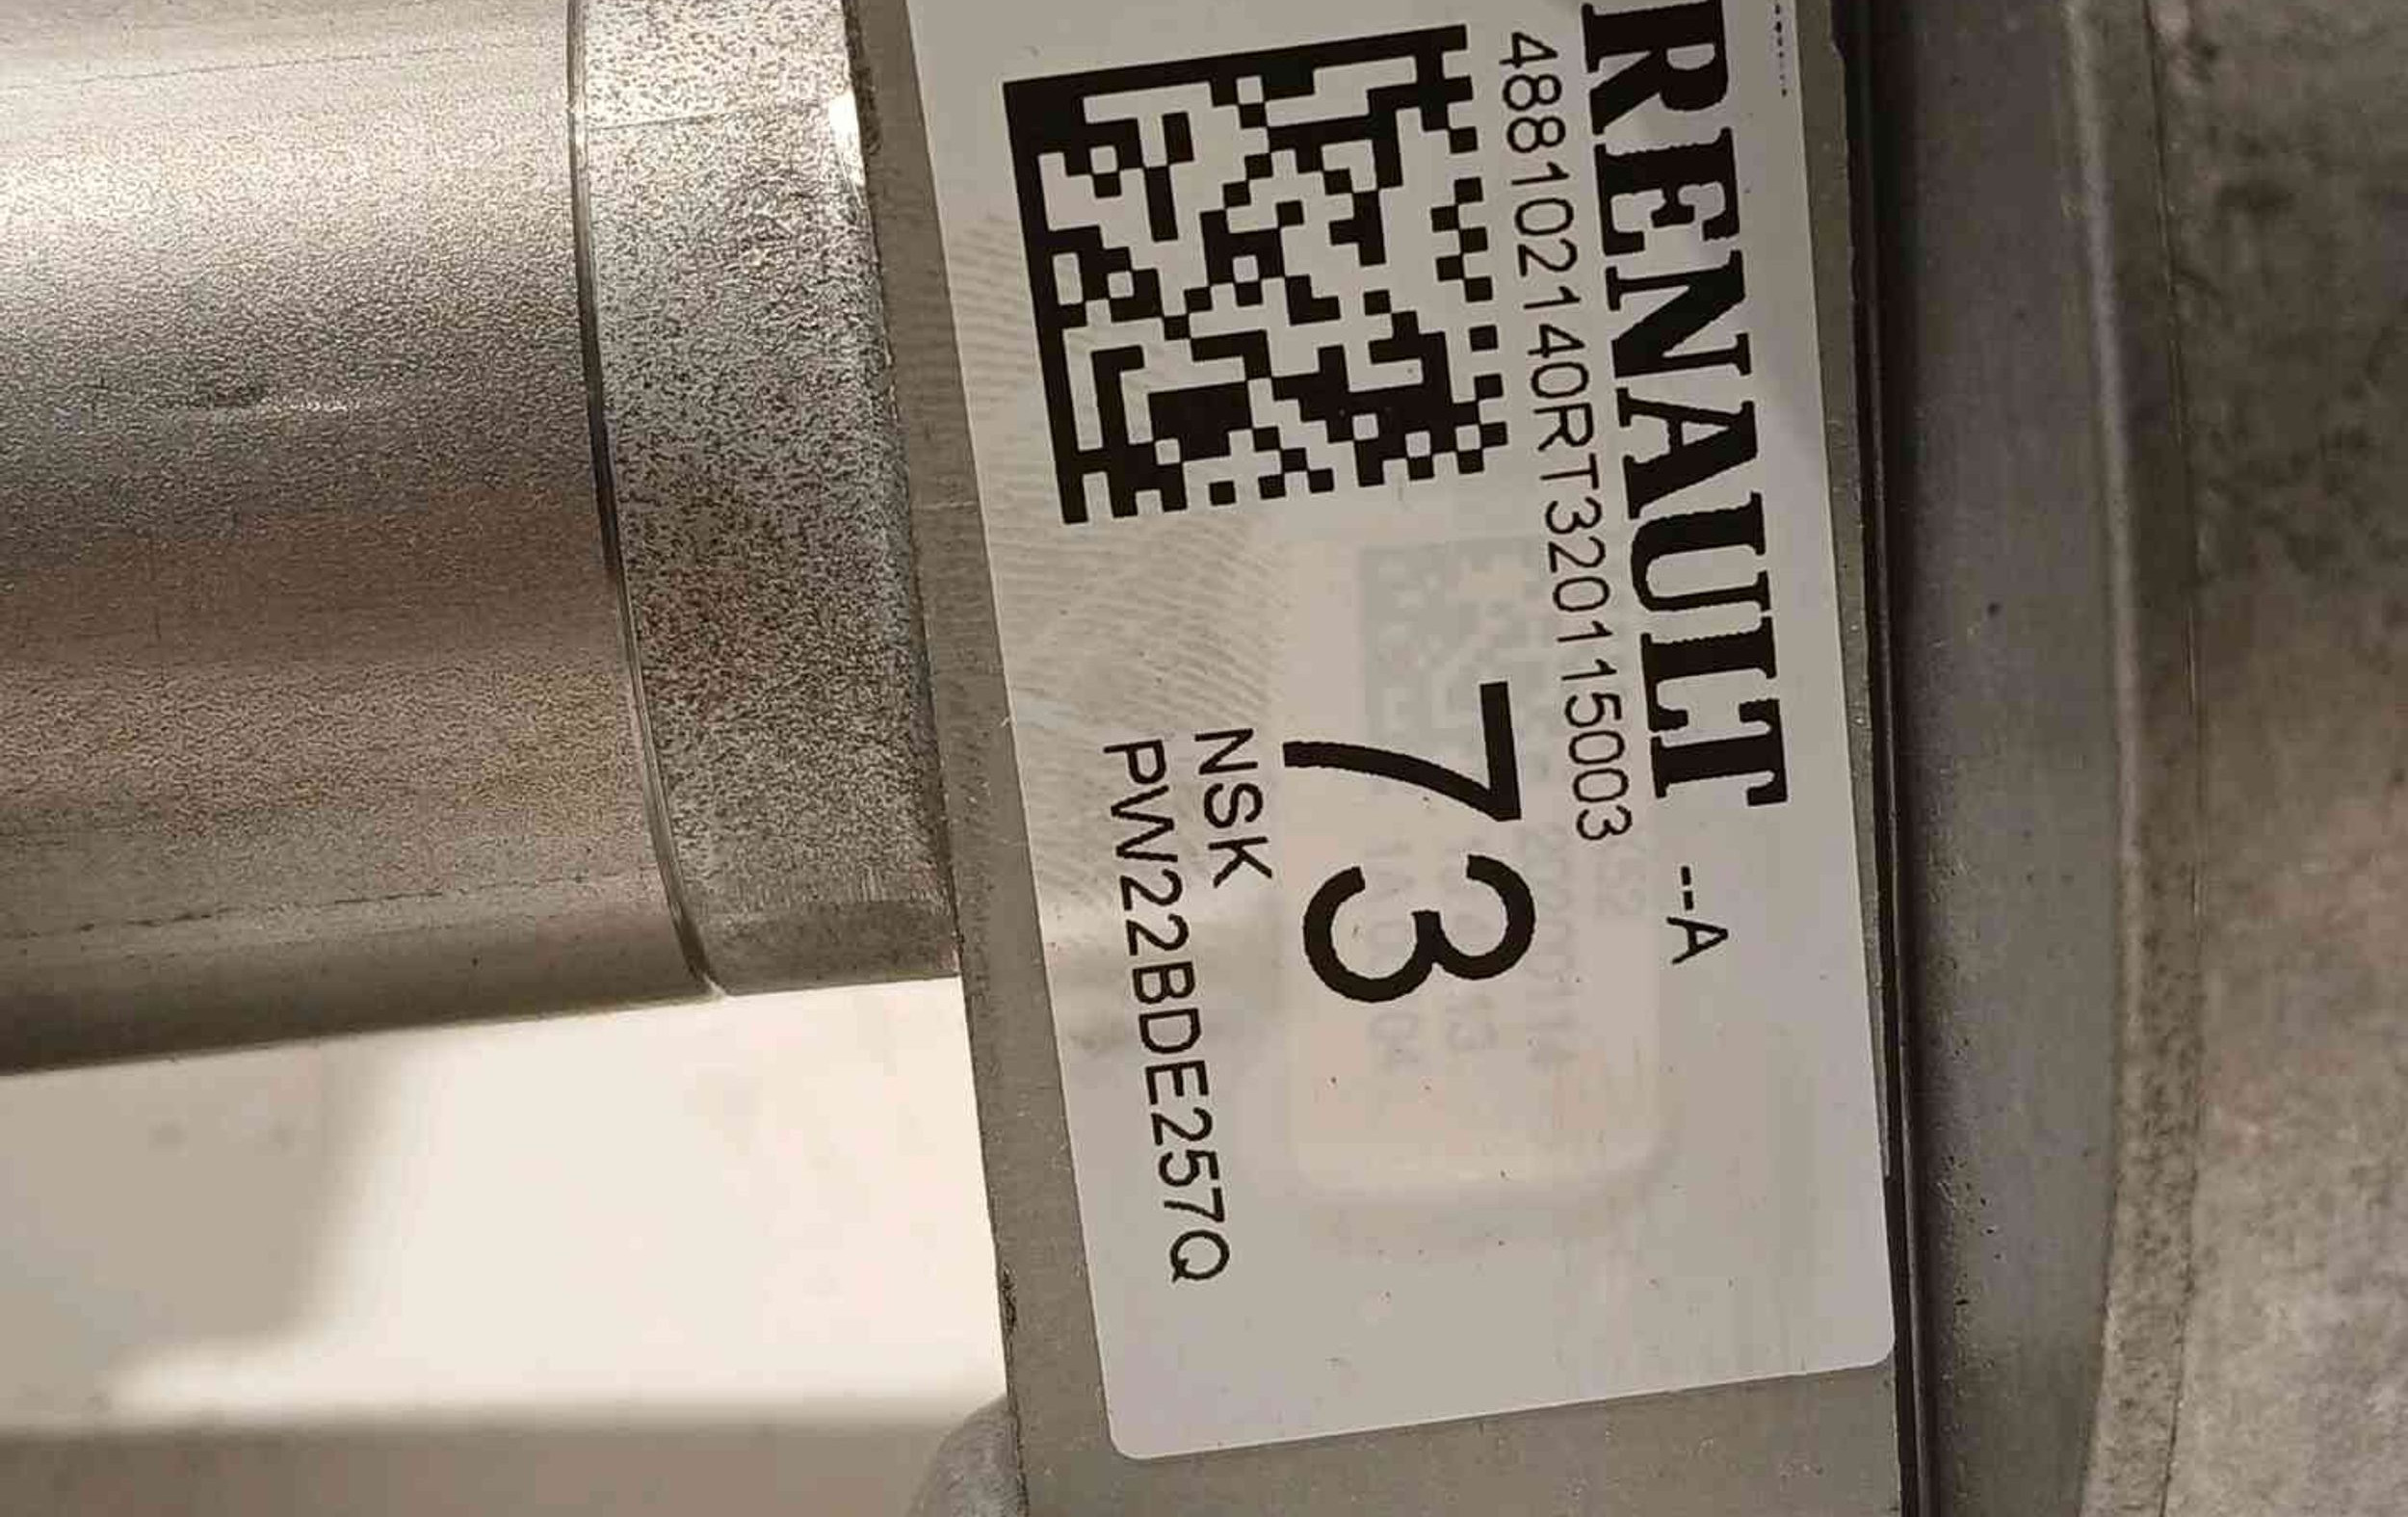 RENAULT --A
488102140RT3201115003
73
NSK
PW22BDE257Q